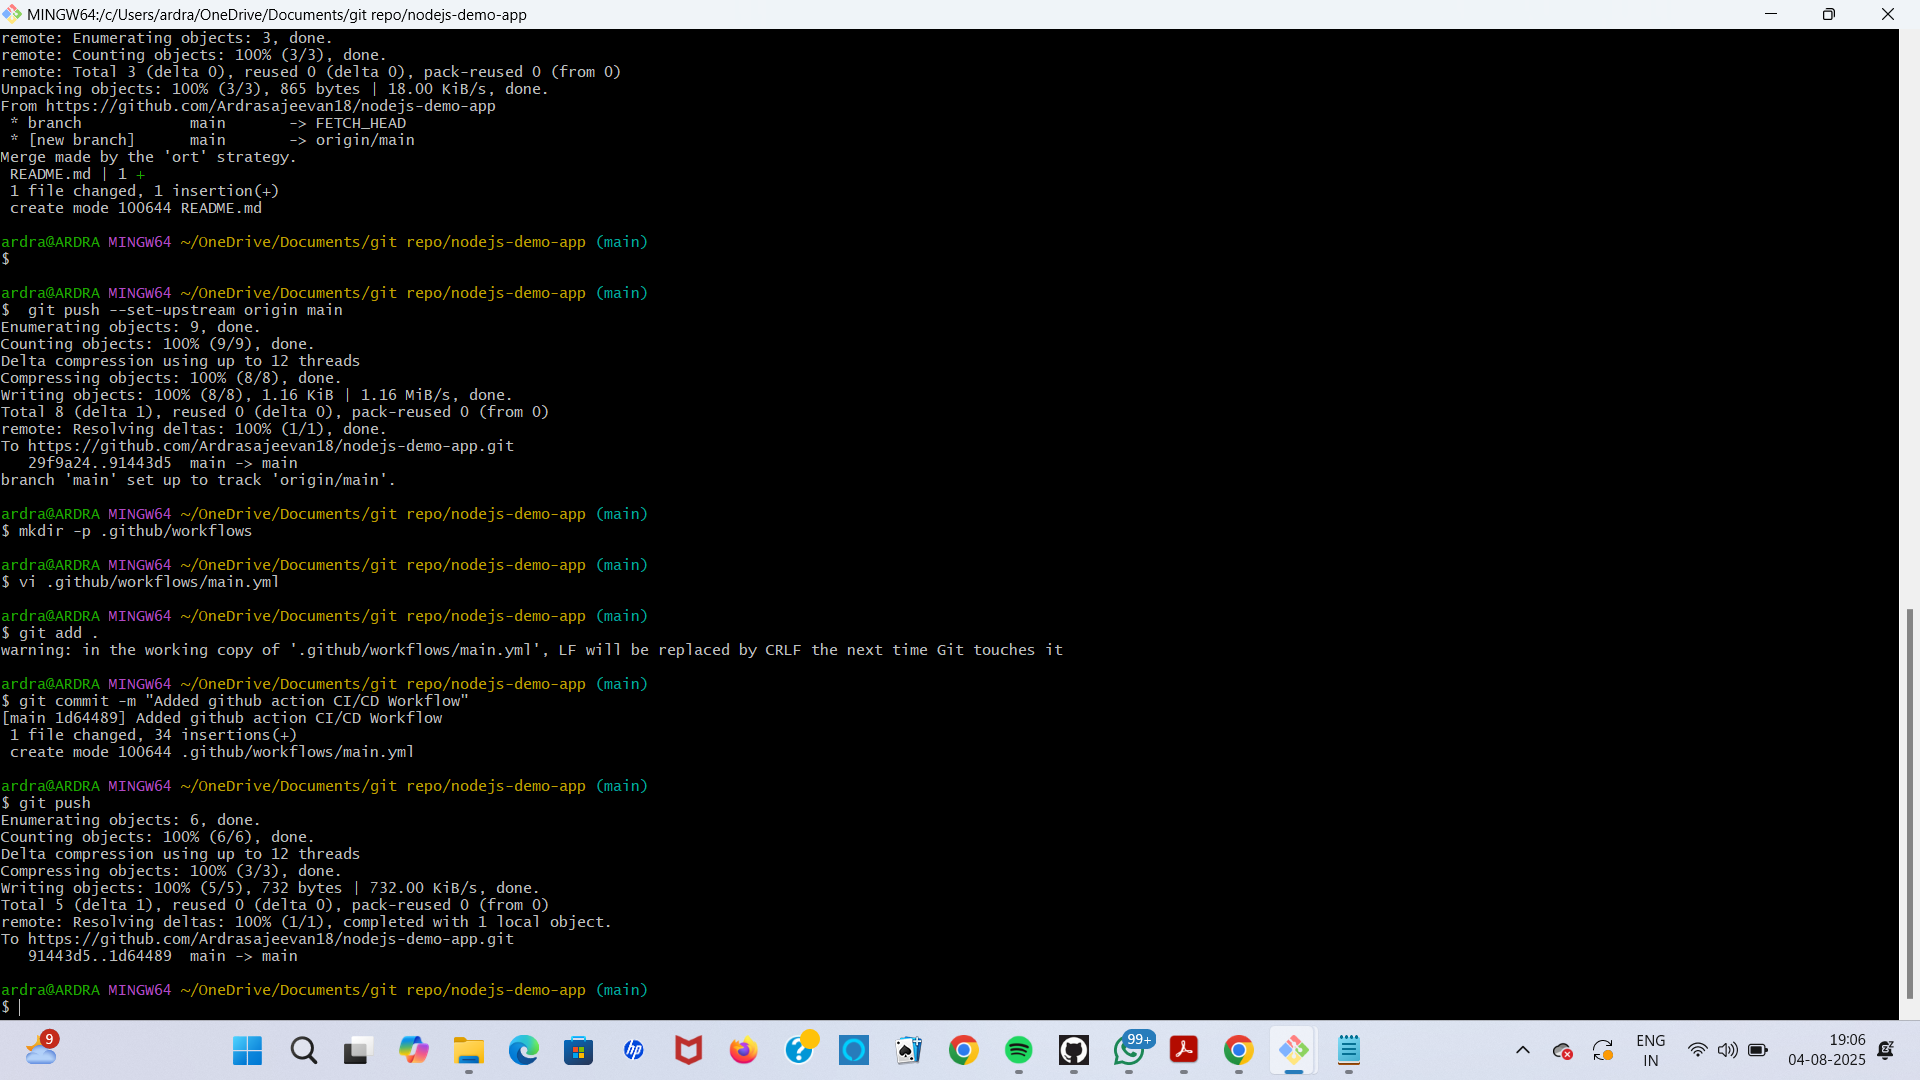 MINGW64:/c/Users/ardra/OneDrive/Documents/git repo/nodejs-demo-app
remote: Enumerating objects: 3, done.
remote: Counting objects: 100% (3/3), done.
remote: Total 3 (delta 0), reused 0 (delta 0), pack-reused 0 (from 0)
Unpacking objects: 100% (3/3), 865 bytes | 18.00 KiB/s, done.
From https://github.com/Ardrasajeevan18/nodejs-demo-app
 * branch            main       -> FETCH_HEAD
 * [new branch]      main       -> origin/main
Merge made by the 'ort' strategy.
 README.md | 1 +
 1 file changed, 1 insertion(+)
 create mode 100644 README.md
ardra@ARDRA MINGW64 ~/OneDrive/Documents/git repo/nodejs-demo-app (main)
$
ardra@ARDRA MINGW64 ~/OneDrive/Documents/git repo/nodejs-demo-app (main)
$  git push --set-upstream origin main
Enumerating objects: 9, done.
Counting objects: 100% (9/9), done.
Delta compression using up to 12 threads
Compressing objects: 100% (8/8), done.
Writing objects: 100% (8/8), 1.16 KiB | 1.16 MiB/s, done.
Total 8 (delta 1), reused 0 (delta 0), pack-reused 0 (from 0)
remote: Resolving deltas: 100% (1/1), done.
To https://github.com/Ardrasajeevan18/nodejs-demo-app.git
   29f9a24..91443d5  main -> main
branch 'main' set up to track 'origin/main'.
ardra@ARDRA MINGW64 ~/OneDrive/Documents/git repo/nodejs-demo-app (main)
$ mkdir -p .github/workflows
ardra@ARDRA MINGW64 ~/OneDrive/Documents/git repo/nodejs-demo-app (main)
$ vi .github/workflows/main.yml
ardra@ARDRA MINGW64 ~/OneDrive/Documents/git repo/nodejs-demo-app (main)
$ git add .
warning: in the working copy of '.github/workflows/main.yml', LF will be replaced by CRLF the next time Git touches it
ardra@ARDRA MINGW64 ~/OneDrive/Documents/git repo/nodejs-demo-app (main)
$ git commit -m "Added github action CI/CD Workflow"
[main 1d64489] Added github action CI/CD Workflow
 1 file changed, 34 insertions(+)
 create mode 100644 .github/workflows/main.yml
ardra@ARDRA MINGW64 ~/OneDrive/Documents/git repo/nodejs-demo-app (main)
$ git push
Enumerating objects: 6, done.
Counting objects: 100% (6/6), done.
Delta compression using up to 12 threads
Compressing objects: 100% (3/3), done.
Writing objects: 100% (5/5), 732 bytes | 732.00 KiB/s, done.
Total 5 (delta 1), reused 0 (delta 0), pack-reused 0 (from 0)
remote: Resolving deltas: 100% (1/1), completed with 1 local object.
To https://github.com/Ardrasajeevan18/nodejs-demo-app.git
   91443d5..1d64489  main -> main
ardra@ARDRA MINGW64 ~/OneDrive/Documents/git repo/nodejs-demo-app (main)
$
9
hp
99+
ENG
IN
19:06
04-08-2025